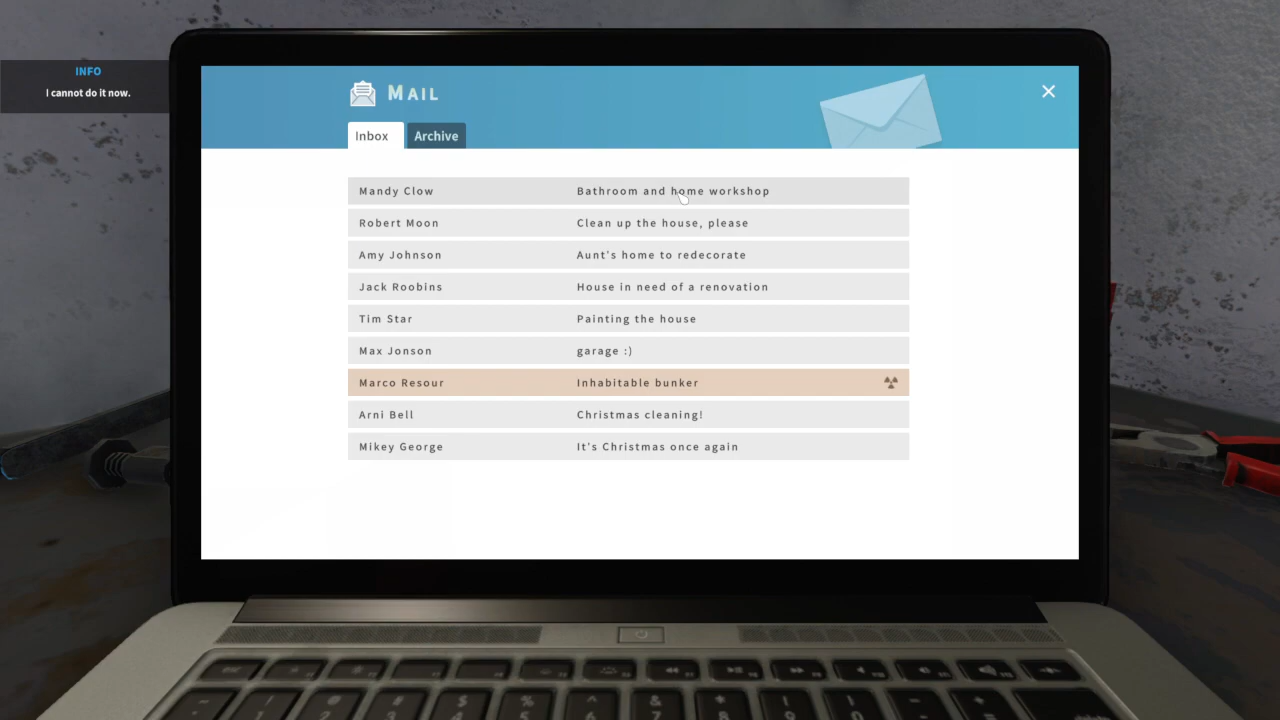 INFO
I cannot do it now.
Mail
Inbox Archive
Mandy Clow Bathroom and home workshop
Robert Moon Clean up the house, please
Amy Johnson Aunt's home to redecorate
Jack Roobins House in need of a renovation
Tim Star Painting the house
Max Jonson garage :)
Marco Resour Inhabitable bunker
Arni Bell Christmas cleaning!
Mikey George It's Christmas once again